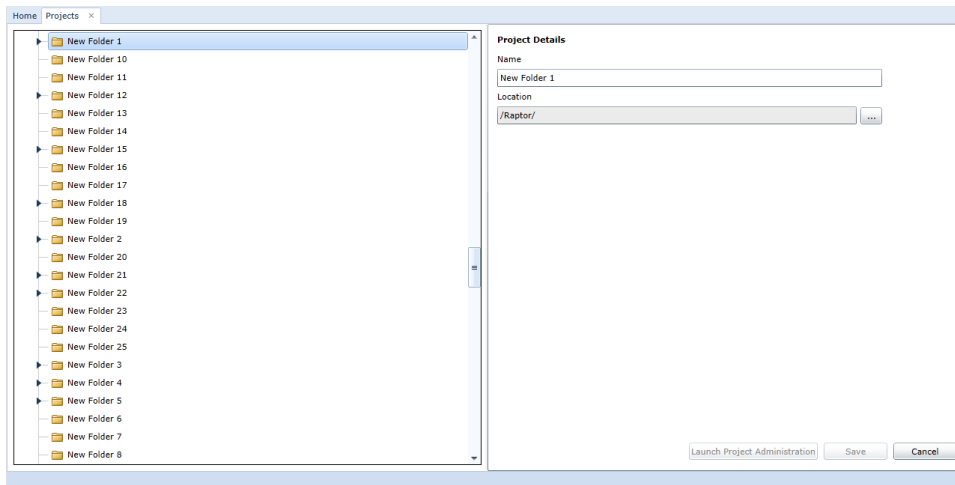 Home Projects ×
New Folder 1
New Folder 10
New Folder 11
New Folder 12
New Folder 13
New Folder 14
New Folder 15
New Folder 16
New Folder 17
New Folder 18
New Folder 19
New Folder 2
New Folder 20
New Folder 21
New Folder 22
New Folder 23
New Folder 24
New Folder 25
New Folder 3
New Folder 4
New Folder 5
New Folder 6
New Folder 7
New Folder 8
Project Details
Name
New Folder 1
Location
/Raptor/
...
Launch Project Administration Save Cancel